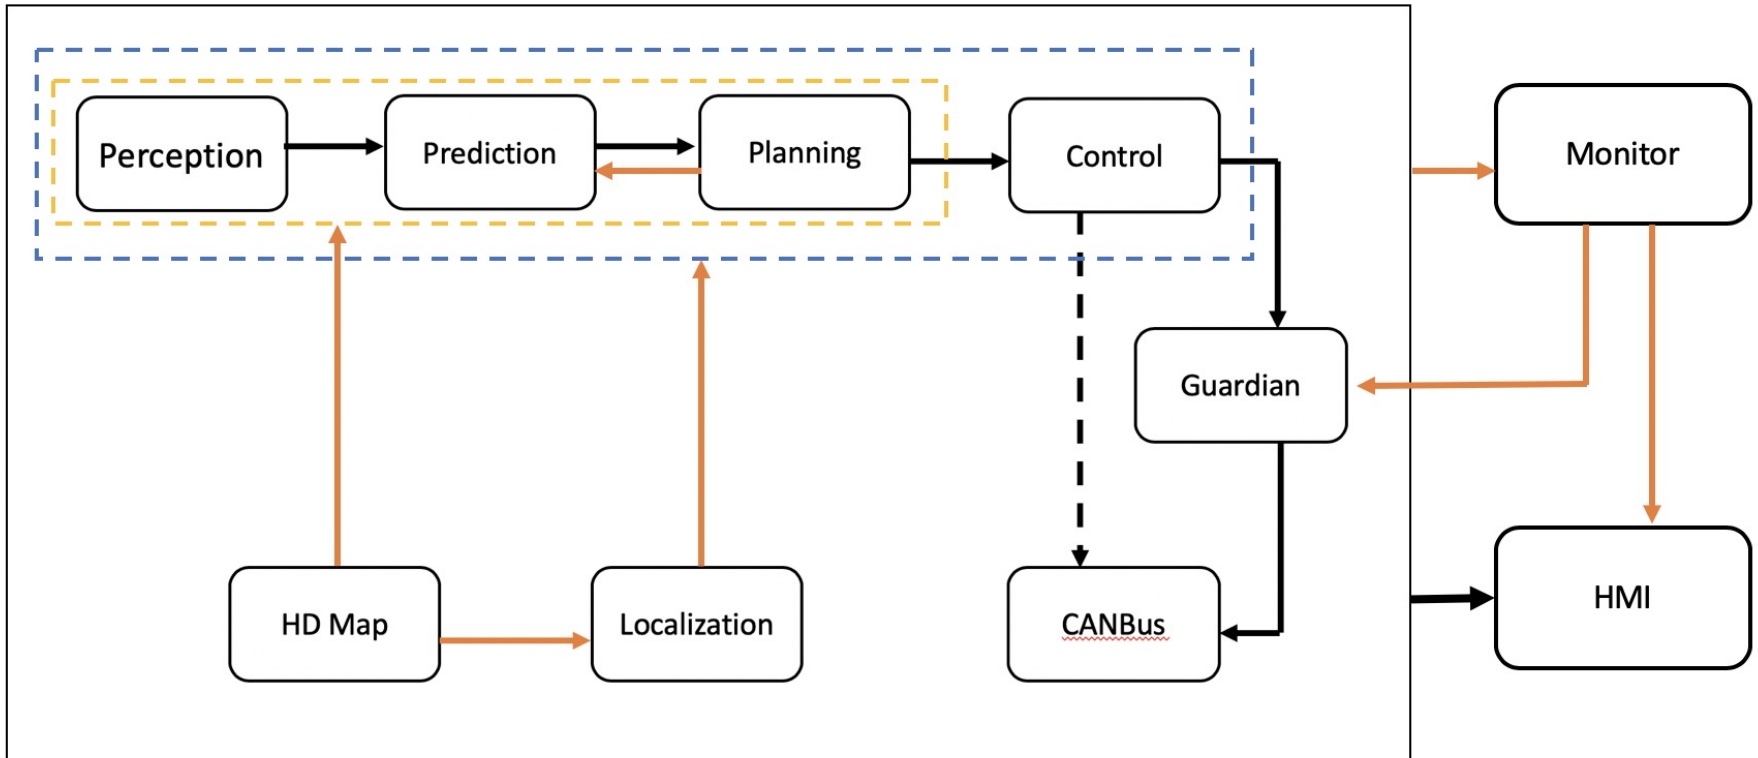 Perception
Prediction
Planning
Control
Monitor
Guardian
HD Map
Localization
CANBus
HMI